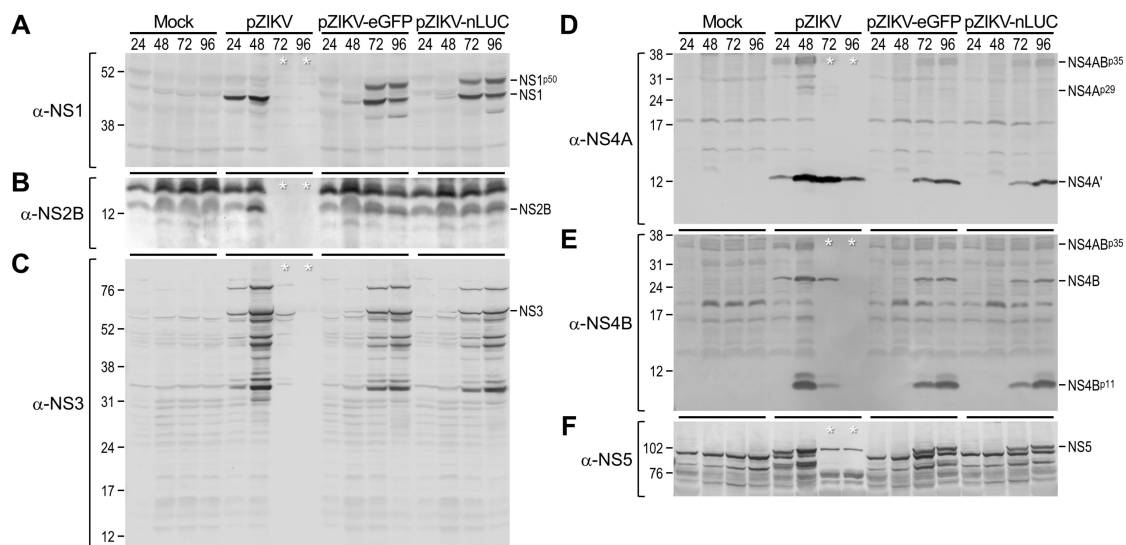 A
Mock pZIKV pZIKV-eGFP pZIKV-nLUC
24 48 72 96 24 48 72 96 24 48 72 96 24 48 72 96
* *
α-NS1
52
38
NS1p50
NS1
B
* *
α-NS2B
12
NS2B
C
* *
α-NS3
76
52
38
31
24
17
12
NS3
D
Mock pZIKV pZIKV-eGFP pZIKV-nLUC
24 48 72 96 24 48 72 96 24 48 72 96 24 48 72 96
* *
α-NS4A
38
31
24
17
12
NS4ABp35
NS4Ap29
NS4A'
E
* *
α-NS4B
38
31
24
17
12
NS4ABp35
NS4B
NS4Bp11
F
* *
α-NS5
102
76
NS5